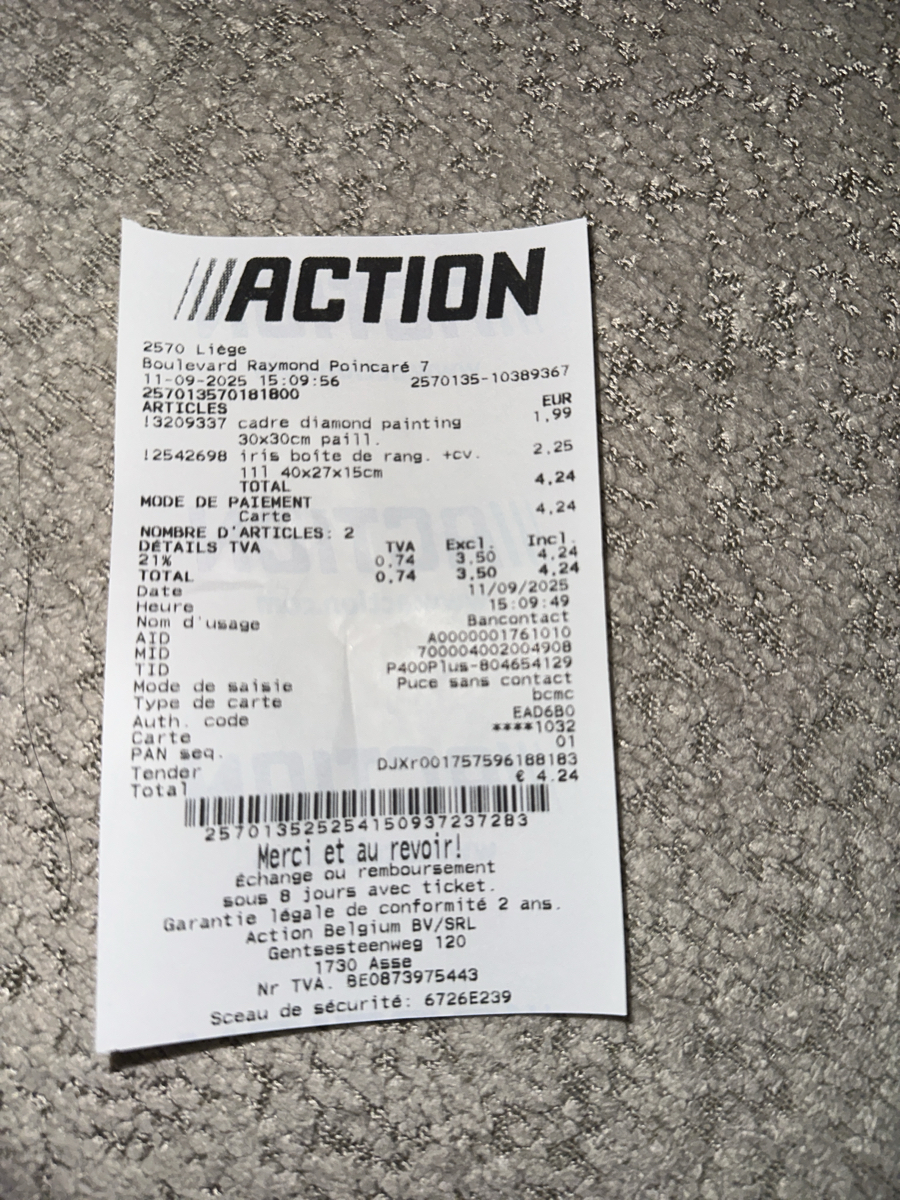 ACTION
2570 Liège
Boulevard Raymond Poincaré 7
11-09-2025 15:09:56 2570135-10389367
257013570181800
ARTICLES EUR
!3209337 cadre diamond painting 1,99
30x30cm paill.
!2542698 iris boîte de rang. +cv. 2,25
11l 40x27x15cm
TOTAL 4,24
MODE DE PAIEMENT
Carte 4,24
NOMBRE D'ARTICLES: 2
DÉTAILS TVA TVA Excl. Incl.
21% 0,74 3,50 4,24
TOTAL 0,74 3,50 4,24
Date 11/09/2025
Heure 15:09:49
Nom d'usage Bancontact
AID A0000001761010
MID 700004002004908
TID P400Plus-804654129
Mode de saisie Puce sans contact
Type de carte bcmc
Auth. code EAD6B0
Carte ****1032
PAN seq. 01
Tender DJXr001757596188183
Total € 4.24
257013525254150937237283
Merci et au revoir!
Échange ou remboursement
sous 8 jours avec ticket.
Garantie légale de conformité 2 ans.
Action Belgium BV/SRL
Gentsesteenweg 120
1730 Asse
Nr TVA. BE0873975443
Sceau de sécurité: 6726E239